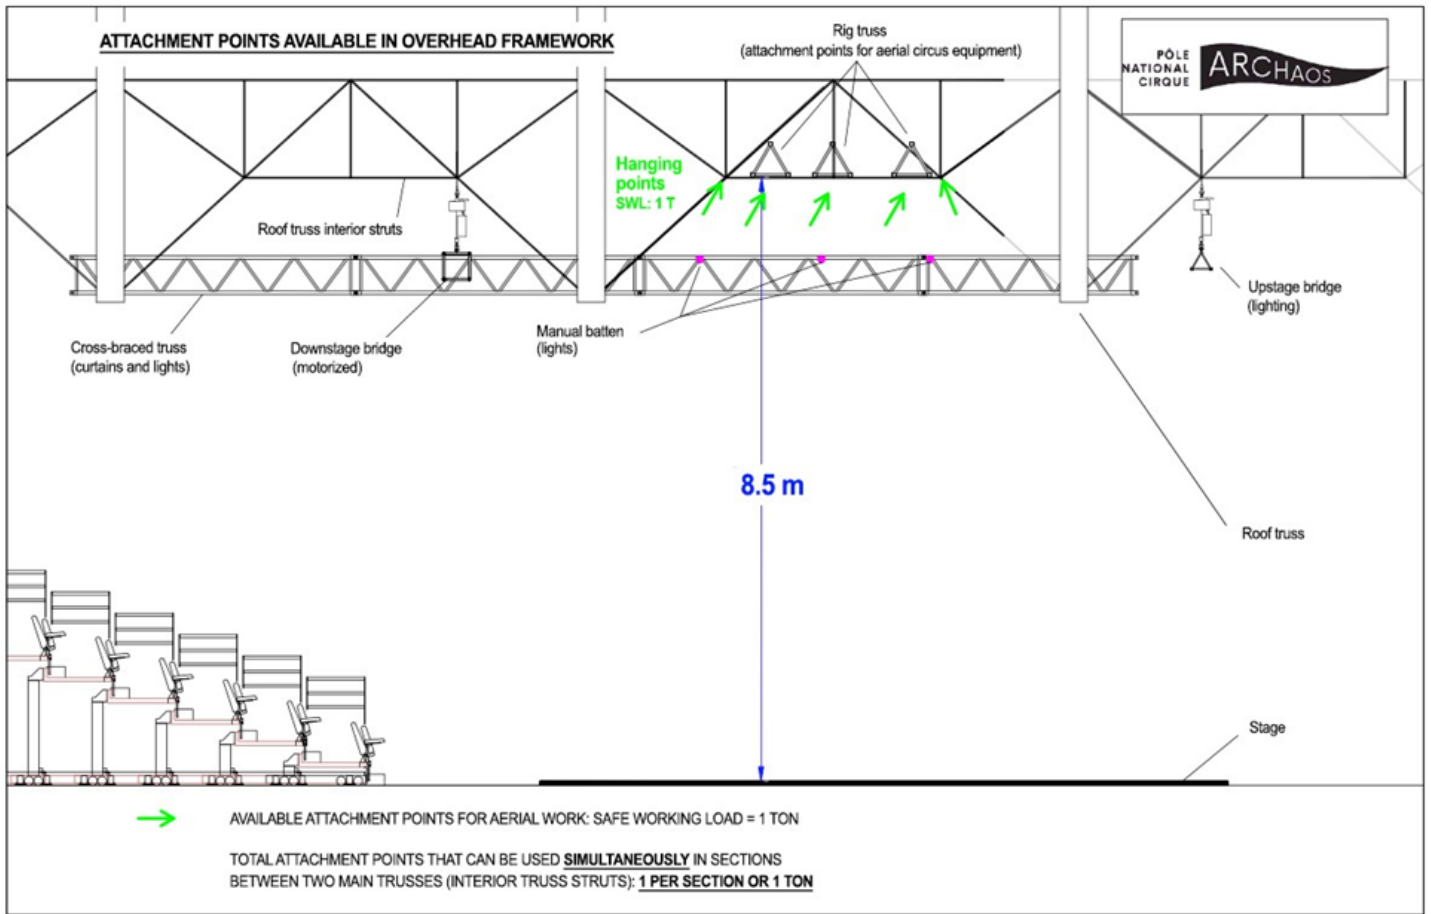 ATTACHMENT POINTS AVAILABLE IN OVERHEAD FRAMEWORK
Rig truss
(attachment points for aerial circus equipment)
PÔLE
NATIONAL
CIRQUE
ARCHAOS
Hanging
points
SWL: 1 T
Roof truss interior struts
Upstage bridge
(lighting)
Manual batten
(lights)
Cross-braced truss
(curtains and lights)
Downstage bridge
(motorized)
8.5 m
Roof truss
Stage
AVAILABLE ATTACHMENT POINTS FOR AERIAL WORK: SAFE WORKING LOAD = 1 TON
TOTAL ATTACHMENT POINTS THAT CAN BE USED SIMULTANEOUSLY IN SECTIONS
BETWEEN TWO MAIN TRUSSES (INTERIOR TRUSS STRUTS): 1 PER SECTION OR 1 TON